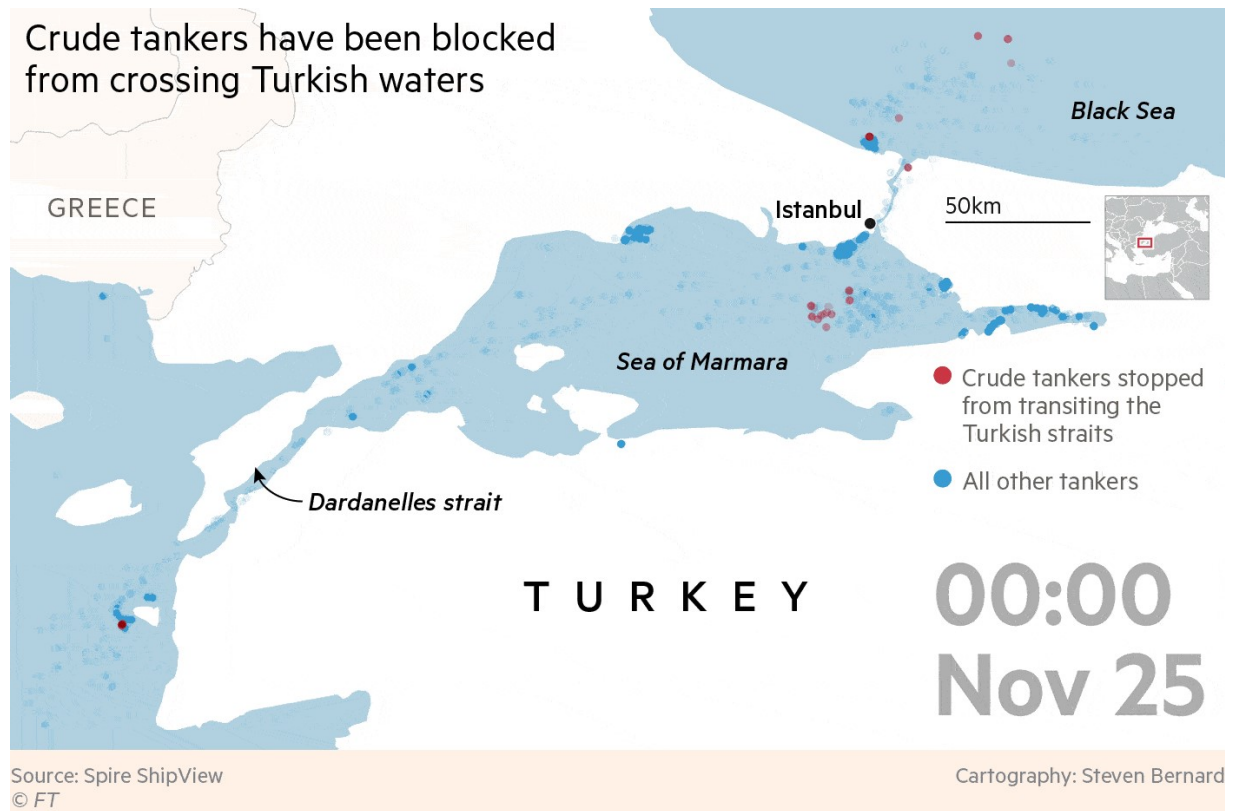 Crude tankers have been blocked
from crossing Turkish waters
Black Sea
GREECE
Istanbul
50km
Sea of Marmara
Crude tankers stopped
from transiting the
Turkish straits
All other tankers
Dardanelles strait
TURKEY
00:00
Nov 25
Source: Spire ShipView
Cartography: Steven Bernard
© FT